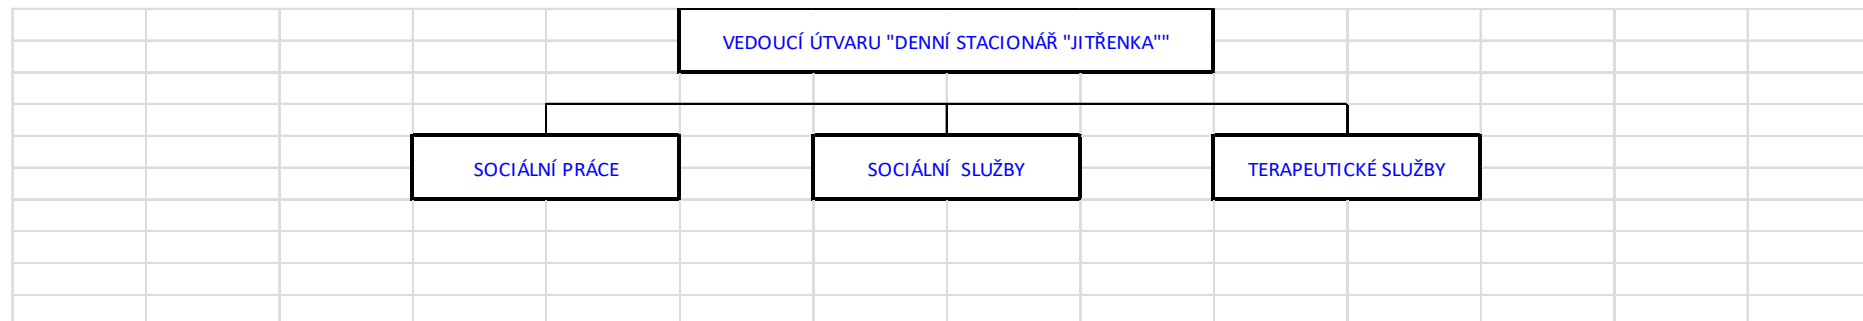 VEDOUCÍ ÚTVARU "DENNÍ STACIONÁŘ "JITŘENKA""
SOCIÁLNÍ PRÁCE
SOCIÁLNÍ  SLUŽBY
TERAPEUTICKÉ SLUŽBY